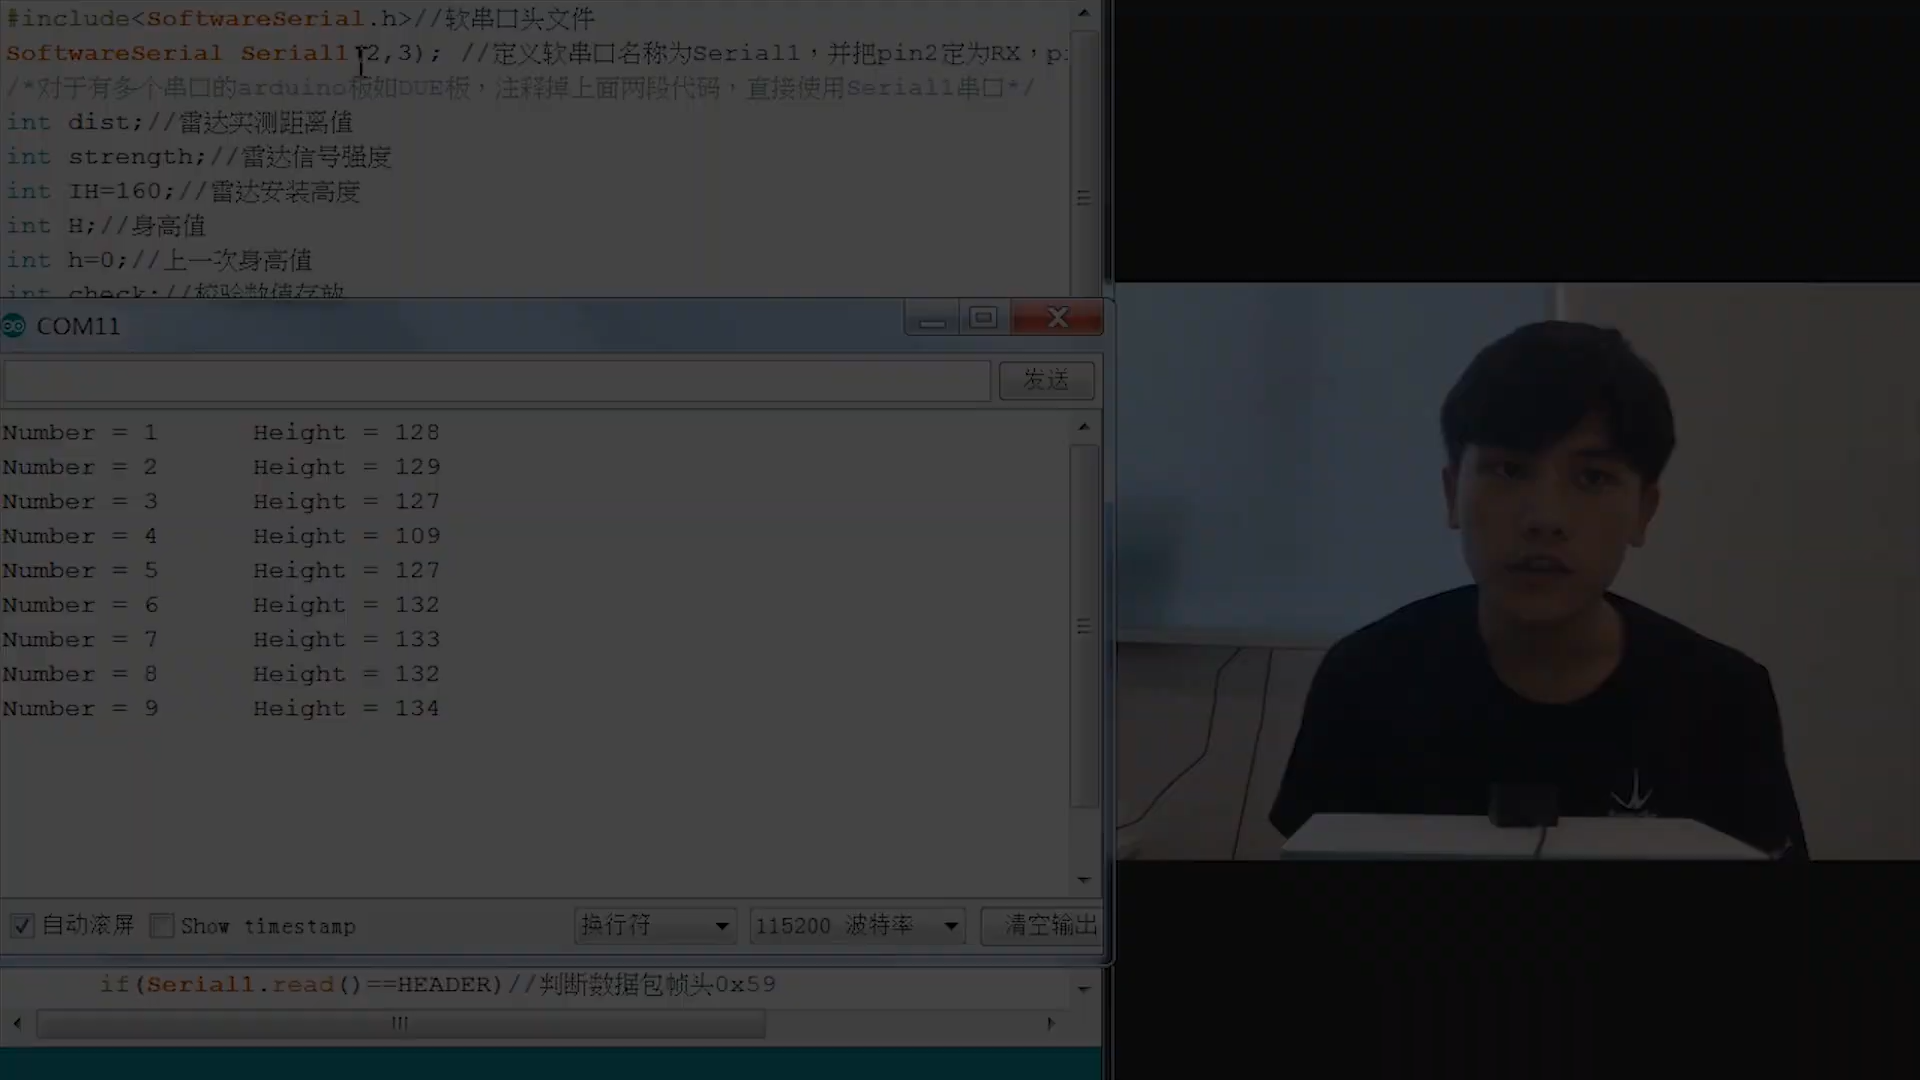 #include<SoftwareSerial.h>//软串口头文件
SoftwareSerial Serial1(2,3); //定义软串口名称为Serial1，并把pin2定为RX，pi
/*对于有多个串口的arduino板如DUE板，注释掉上面两段代码，直接使用Serial1串口*/
int dist;//雷达实测距离值
int strength;//雷达信号强度
int IH=160;//雷达安装高度
int H;//身高值
int h=0;//上一次身高值
int check;//校验数值存放
COM11
发送
Number = 1 Height = 128
Number = 2 Height = 129
Number = 3 Height = 127
Number = 4 Height = 109
Number = 5 Height = 127
Number = 6 Height = 132
Number = 7 Height = 133
Number = 8 Height = 132
Number = 9 Height = 134
自动滚屏 Show timestamp 换行符 115200 波特率 清空输出
if(Serial1.read()==HEADER)//判断数据包帧头0x59